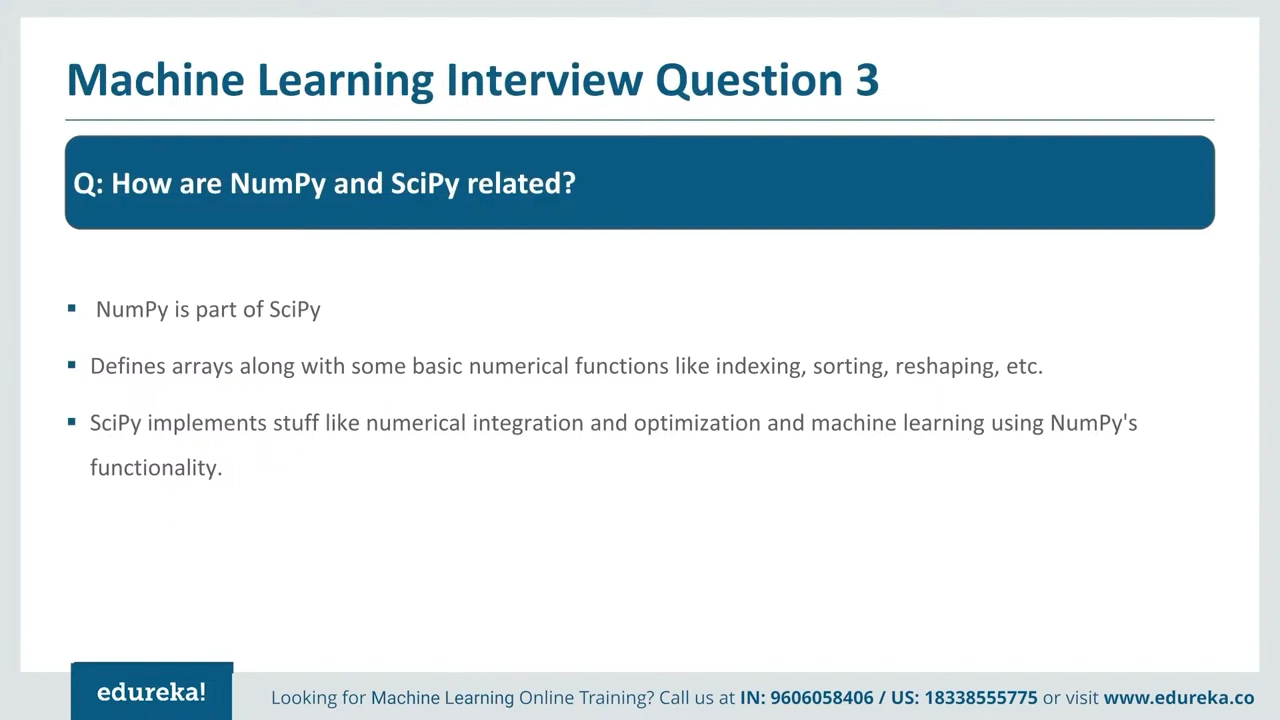 Machine Learning Interview Question 3
Q: How are NumPy and SciPy related?
NumPy is part of SciPy
Defines arrays along with some basic numerical functions like indexing, sorting, reshaping, etc.
SciPy implements stuff like numerical integration and optimization and machine learning using NumPy's
functionality.
edureka!
Looking for Machine Learning Online Training? Call us at IN: 9606058406 / US: 18338555775 or visit www.edureka.co